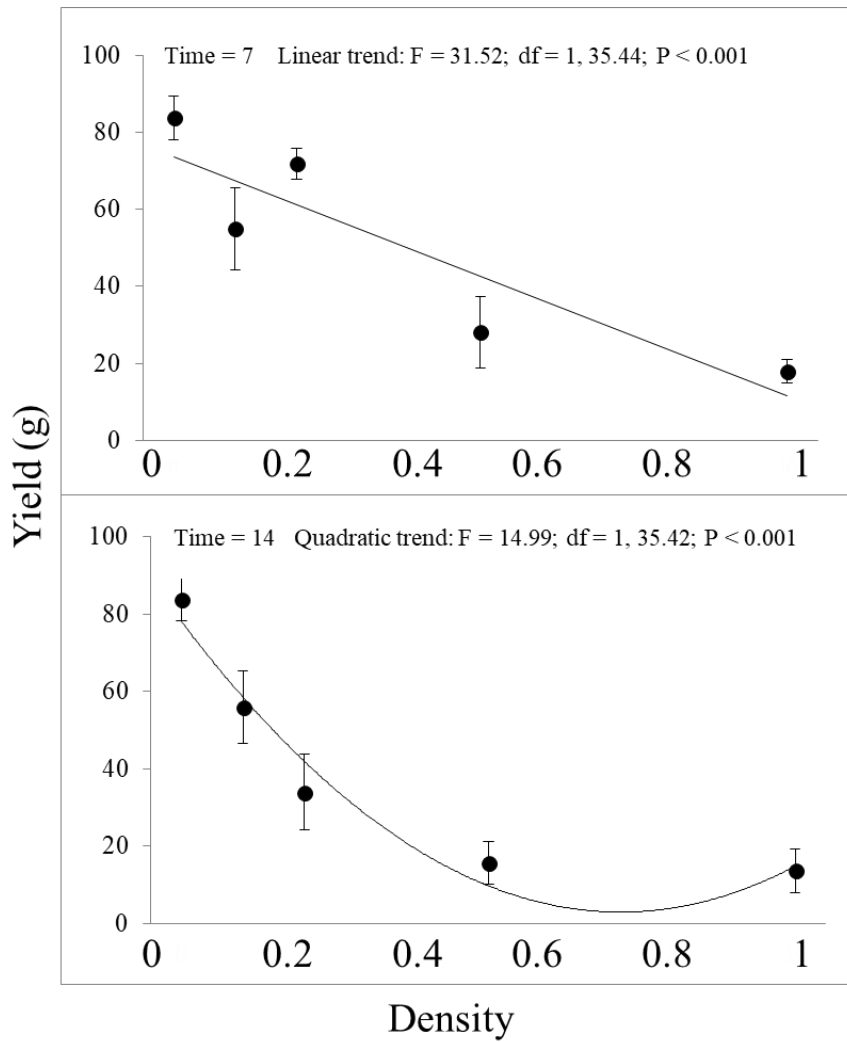 Time = 7 Linear trend: F = 31.52; df = 1, 35.44; P < 0.001
100
80
60
40
20
0
0 0.2 0.4 0.6 0.8 1
Yield (g)
Time = 14 Quadratic trend: F = 14.99; df = 1, 35.42; P < 0.001
100
80
60
40
20
0
0 0.2 0.4 0.6 0.8 1
Density